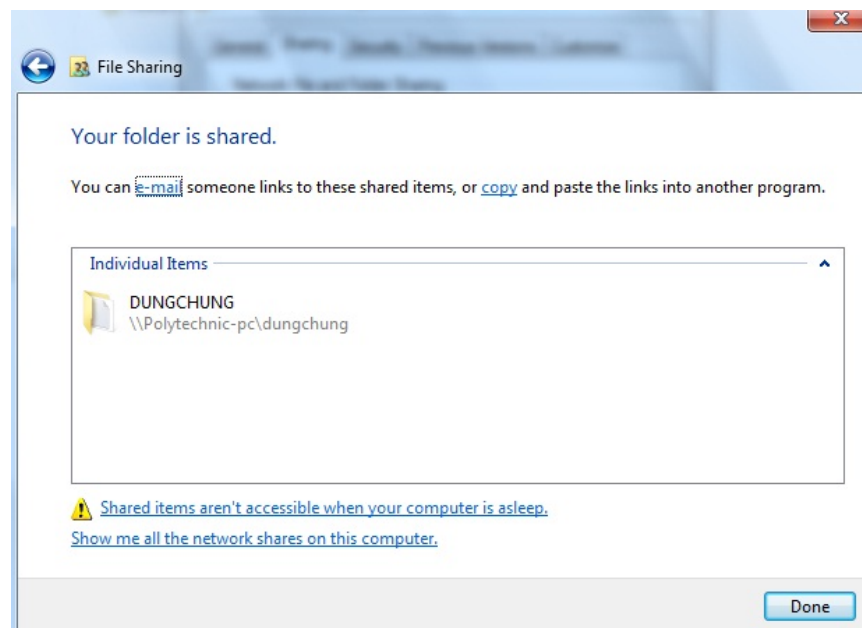 File Sharing
Your folder is shared.
You can e-mail someone links to these shared items, or copy and paste the links into another program.
Individual Items
DUNGCHUNG
\\Polytechnic-pc\dungchung
Shared items aren't accessible when your computer is asleep.
Show me all the network shares on this computer.
Done